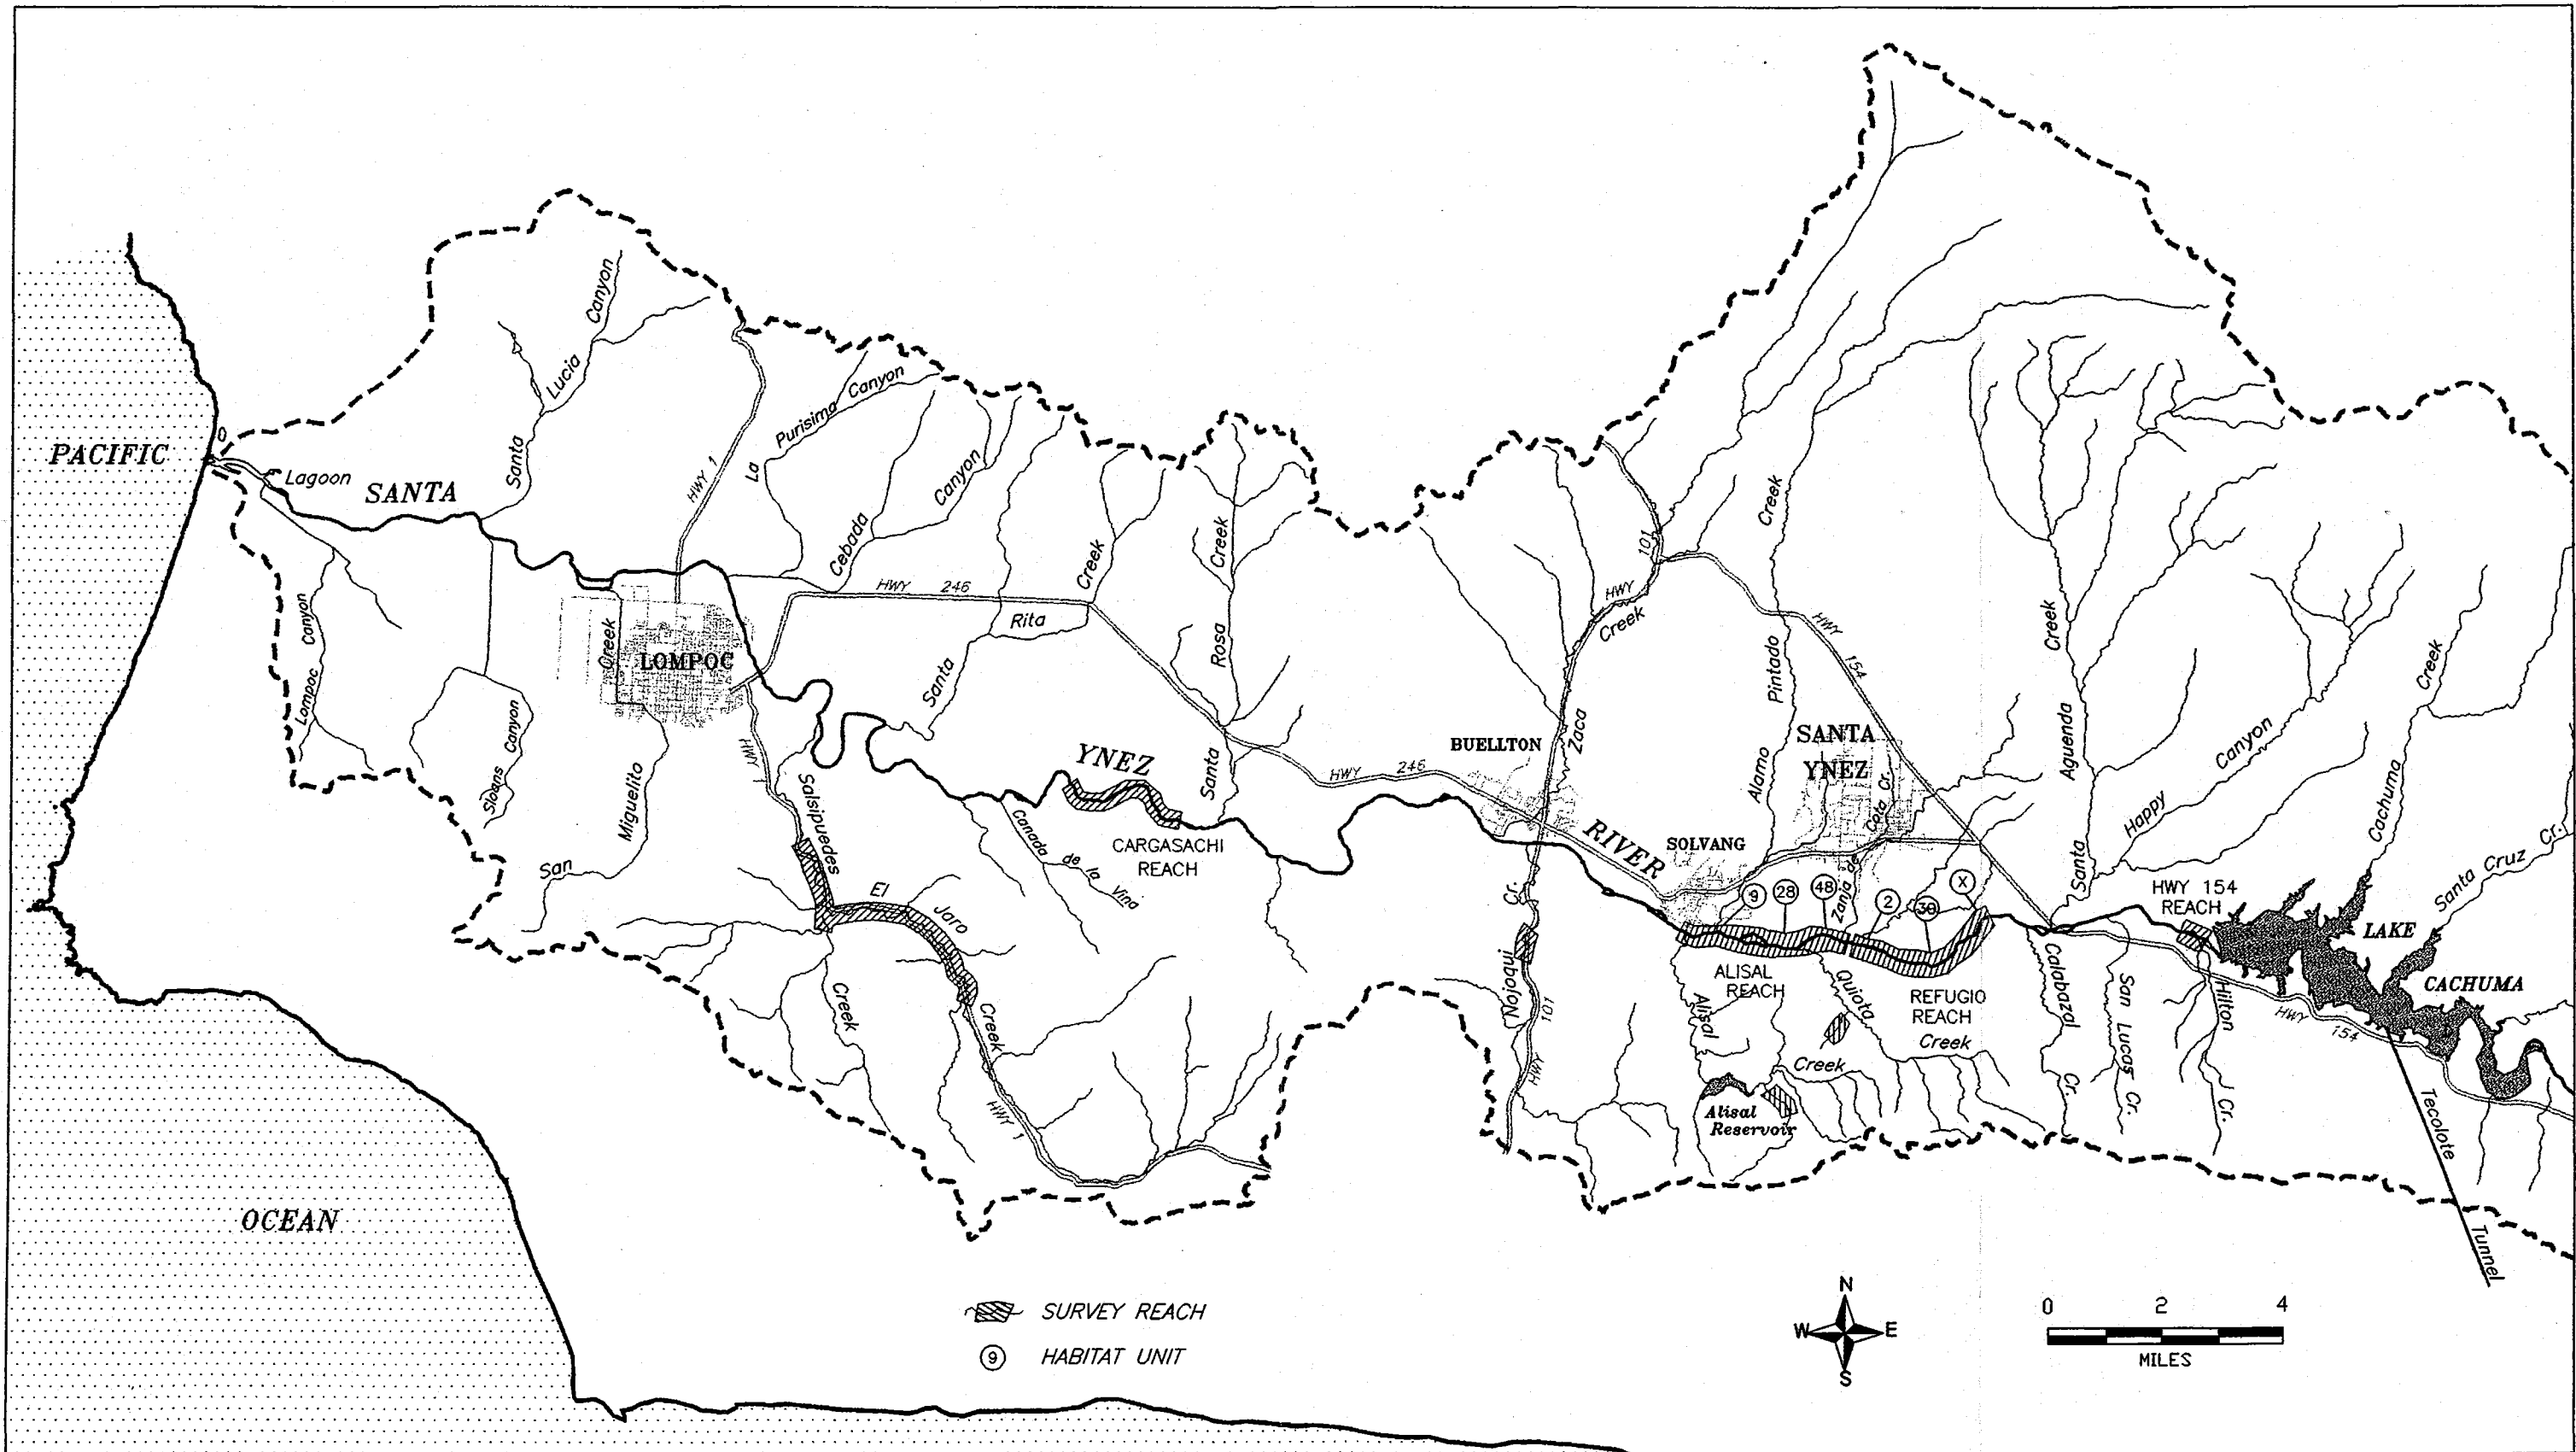 PACIFIC
OCEAN
0
Lagoon
SANTA
YNEZ
RIVER
Santa
Lucia
Canyon
HWY 1
La
Purisima
Canyon
Cebada
Canyon
HWY 246
Santa
Rita
Creek
Santa
Rosa
Creek
Lompoc
Canyon
Sloans
Canyon
San
Miguelito
Creek
LOMPOC
HWY 1
Salsipuedes
Creek
El
Jaro
Creek
HWY 1
Canada
de la
Vina
CARGASACHI
REACH
HWY 246
BUELLTON
Zaca
Creek
HWY
101
Nojoqui
Cr.
HWY
101
SOLVANG
Alamo
Pintado
Creek
HWY
154
SANTA
YNEZ
Zanja de
Cota Cr.
9
28
48
2
30
X
ALISAL
REACH
REFUGIO
REACH
Alisal
Creek
Quiota
Creek
Alisal
Reservoir
Santa
Aguenda
Creek
Happy
Canyon
Cachuma
Creek
Santa Cruz Cr.
HWY 154
REACH
LAKE
CACHUMA
Calabazal
Cr.
San Lucas Cr.
Hilton
Cr.
HWY 154
Tecolote
Tunnel
SURVEY REACH
9 HABITAT UNIT
N
W E
S
0 2 4
MILES